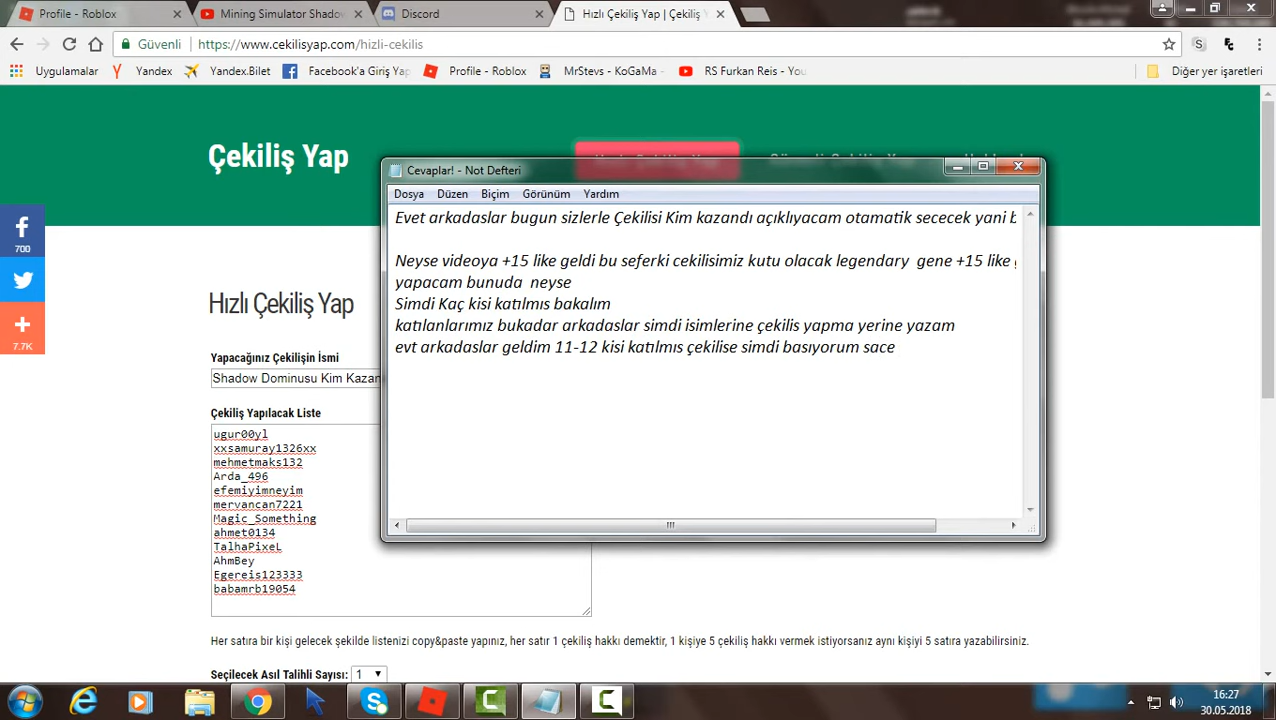 Profile - Roblox
Mining Simulator Shadow
Discord
Hızlı Çekiliş Yap | Çekiliş Y
Güvenli
https://www.cekilisyap.com/hizli-cekilis
Uygulamalar
Yandex
Yandex.Bilet
Facebook'a Giriş Yap
Profile - Roblox
MrStevs - KoGaMa
RS Furkan Reis - You
Diğer yer işaretleri
Çekiliş Yap
Cevaplar! - Not Defteri
Dosya Düzen Biçim Görünüm Yardım
Evet arkadaslar bugun sizlerle Çekilisi Kim kazandı açıklıyacam otamatik sececek yani b
Neyse videoya +15 like geldi bu seferki cekilisimiz kutu olacak legendary gene +15 like
yapacam bunuda neyse
Simdi Kaç kisi katılmıs bakalım
katılanlarımız bukadar arkadaslar simdi isimlerine çekilis yapma yerine yazam
evt arkadaslar geldim 11-12 kisi katılmıs çekilise simdi basıyorum sace
700
7.7K
Hızlı Çekiliş Yap
Yapacağınız Çekilişin İsmi
Shadow Dominusu Kim Kazan
Çekiliş Yapılacak Liste
ugur00yl
xxsamuray1326xx
mehmetmaks132
Arda_496
efemiyimneyim
mervancan7221
Magic_Something
ahmet0134
TalhaPixeL
AhmBey
Egereis123333
babamrb19054
Her satıra bir kişi gelecek şekilde listenizi copy&paste yapınız, her satır 1 çekiliş hakkı demektir, 1 kişiye 5 çekiliş hakkı vermek istiyorsanız aynı kişiyi 5 satıra yazabilirsiniz.
Seçilecek Asıl Talihli Sayısı: 1
16:27
30.05.2018